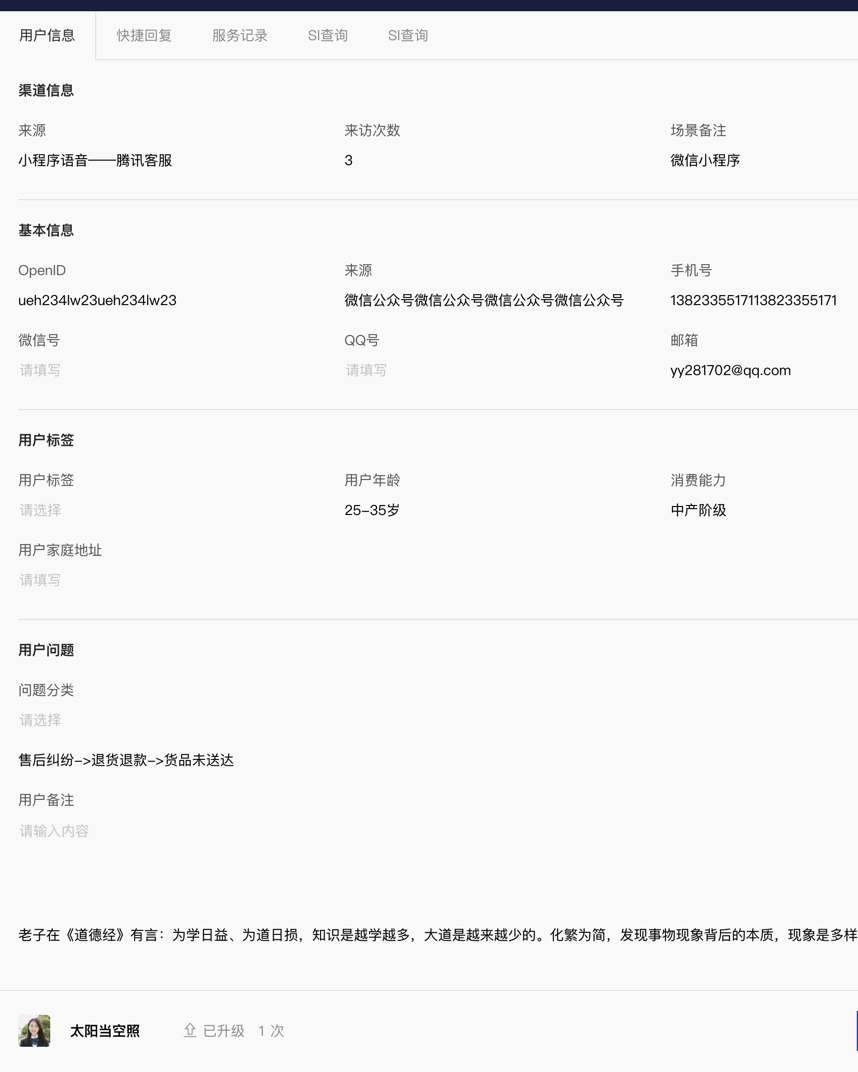 用户信息 快捷回复 服务记录 SI查询 SI查询
渠道信息
来源 来访次数 场景备注
小程序语音——腾讯客服 3 微信小程序
基本信息
OpenID 来源 手机号
ueh234lw23ueh234lw23 微信公众号微信公众号微信公众号微信公众号 1382335517113823355171
微信号 QQ号 邮箱
请填写 请填写 yy281702@qq.com
用户标签
用户标签 用户年龄 消费能力
请选择 25-35岁 中产阶级
用户家庭地址
请填写
用户问题
问题分类
请选择
售后纠纷->退货退款->货品未送达
用户备注
请输入内容
老子在《道德经》有言：为学日益、为道日损，知识是越学越多，大道是越来越少的。化繁为简，发现事物现象背后的本质，现象是多样
太阳当空照 已升级 1 次